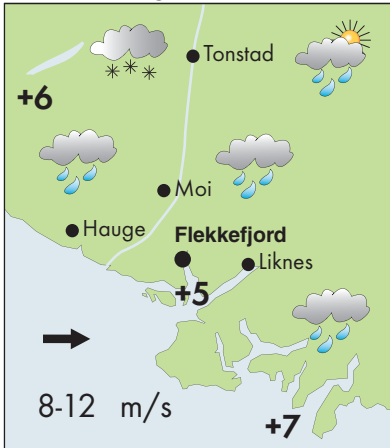 Tonstad
+6
Moi
Hauge
Flekkefjord
Liknes
+5
8-12 m/s
+7